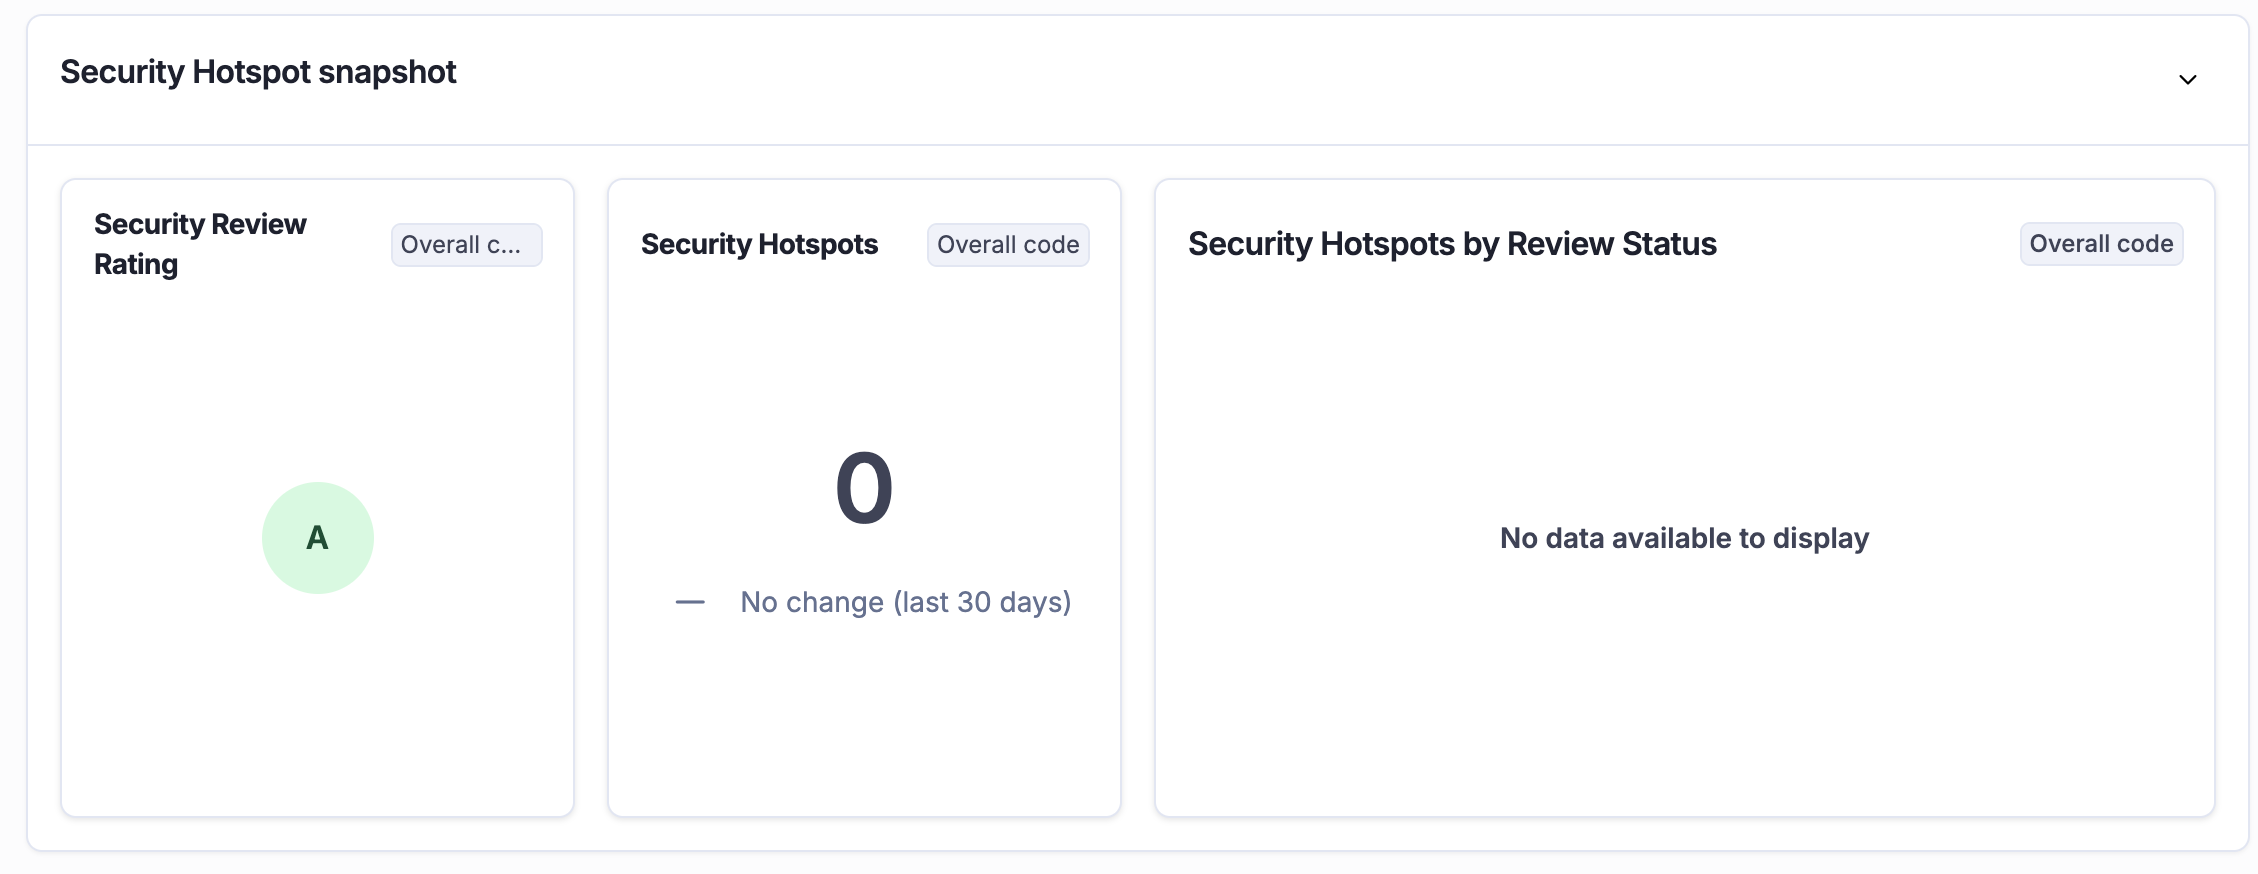 Security Hotspot snapshot
Security Review
Rating
Overall c...
A
Security Hotspots
Overall code
0
— No change (last 30 days)
Security Hotspots by Review Status
Overall code
No data available to display